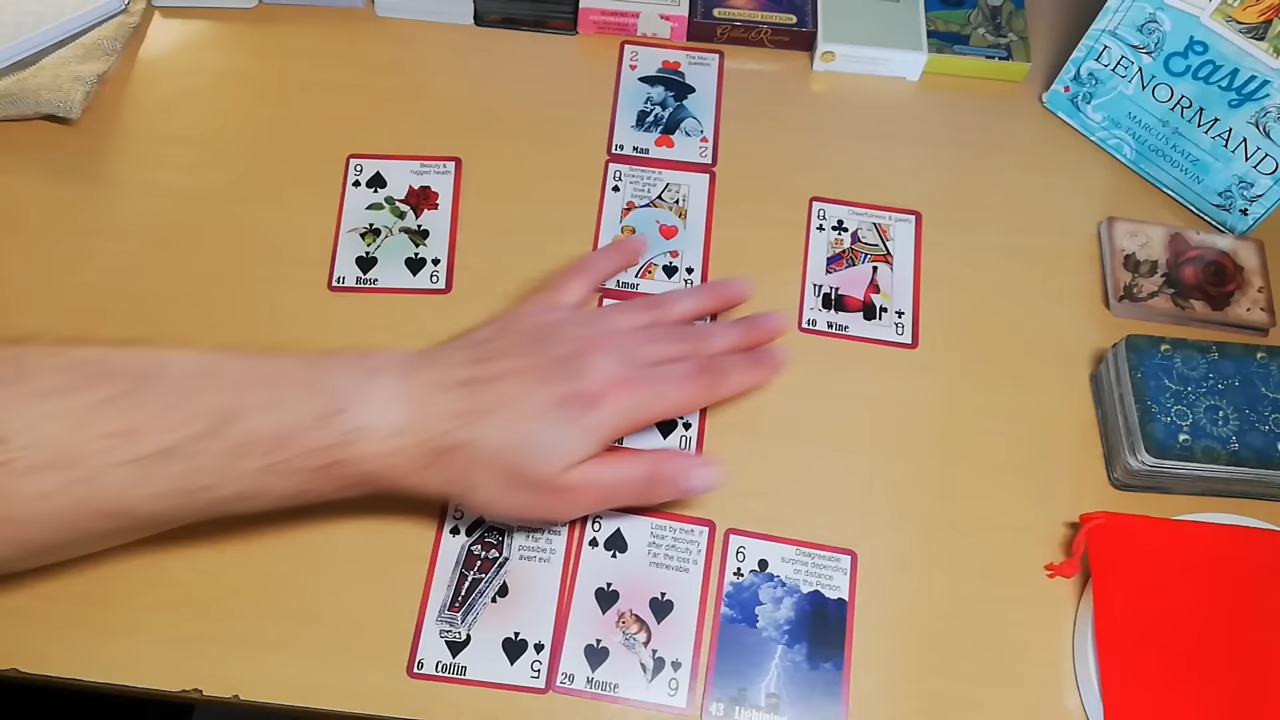 EXPANDED EDITION
Gilded Reverie
Easy
LENORMAND
MARCUS KATZ
AND TALI GOODWIN
2
The Man in
question.
19 Man
2
9
Beauty &
rugged health
41 Rose
9
Q
Someone is
looking at you
with great
love &
longing.
Amor
Q
Q
Cheerfulness & gaiety
40 Wine
Q
10
5
property loss
If far: its
possible to
avert evil.
6 Coffin
5
6
Loss by theft. If
Near: recovery
after difficulty. If
Far: the loss is
irretrievable.
29 Mouse
6
6
Disagreeable
surprise depending
on distance
from the Person.
43 Lightning